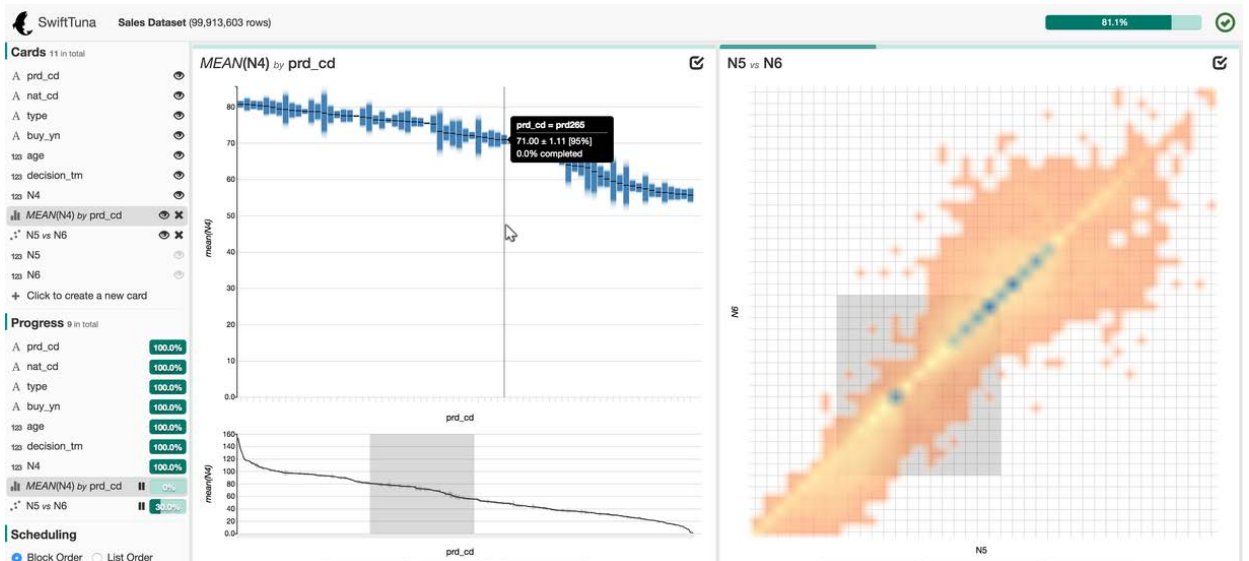 SwiftTuna
Sales Dataset (99,913,603 rows)
81.1%
Cards 11 in total
A prd_cd
A nat_cd
A type
A buy_yn
123 age
123 decision_tm
123 N4
MEAN(N4) by prd_cd
N5 vs N6
123 N5
123 N6
+ Click to create a new card
Progress 9 in total
A prd_cd 100.0%
A nat_cd 100.0%
A type 100.0%
A buy_yn 100.0%
123 age 100.0%
123 decision_tm 100.0%
123 N4 100.0%
MEAN(N4) by prd_cd 0%
N5 vs N6 30.0%
Scheduling
Block Order List Order
MEAN(N4) by prd_cd
80
70
60
50
40
30
20
10
0.0
mean(N4)
prd_cd = prd265
71.00 ± 1.11 [95%]
0.0% completed
prd_cd
160
140
120
100
80
60
40
20
0.0
mean(N4)
prd_cd
N5 vs N6
N6
N5